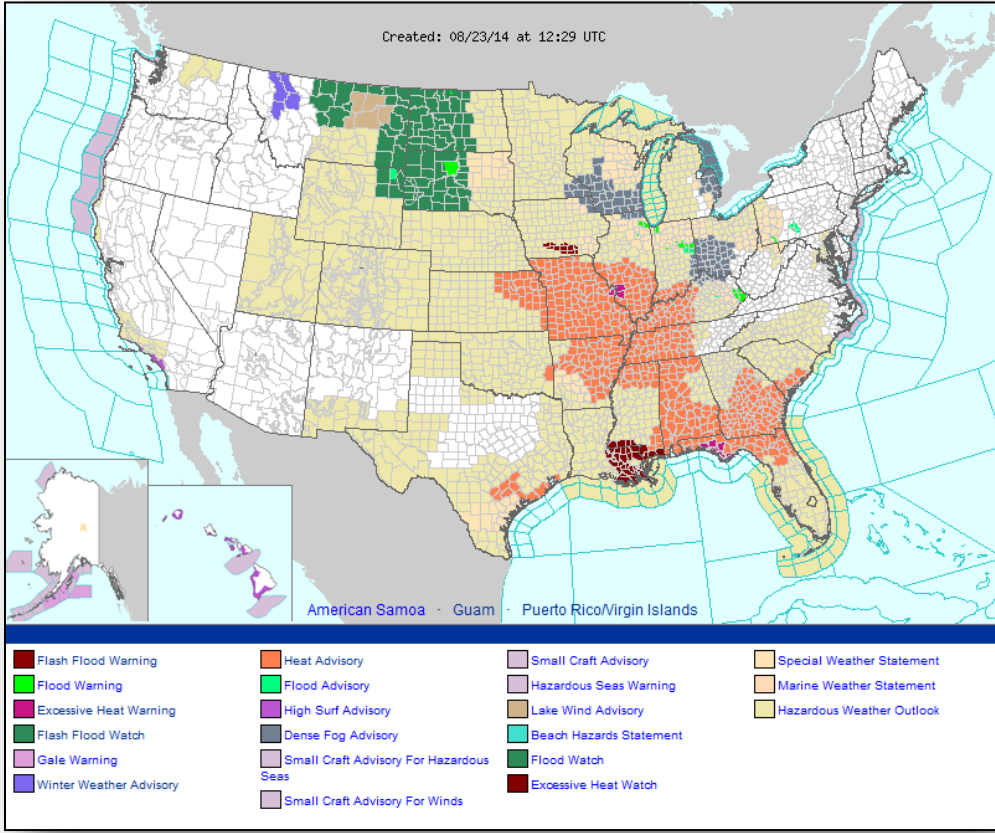 Created: 08/23/14 at 12:29 UTC
American Samoa · Guam · Puerto Rico/Virgin Islands
Flash Flood Warning
Flood Warning
Excessive Heat Warning
Flash Flood Watch
Gale Warning
Winter Weather Advisory
Heat Advisory
Flood Advisory
High Surf Advisory
Dense Fog Advisory
Small Craft Advisory For Hazardous
Seas
Small Craft Advisory For Winds
Small Craft Advisory
Hazardous Seas Warning
Lake Wind Advisory
Beach Hazards Statement
Flood Watch
Excessive Heat Watch
Special Weather Statement
Marine Weather Statement
Hazardous Weather Outlook